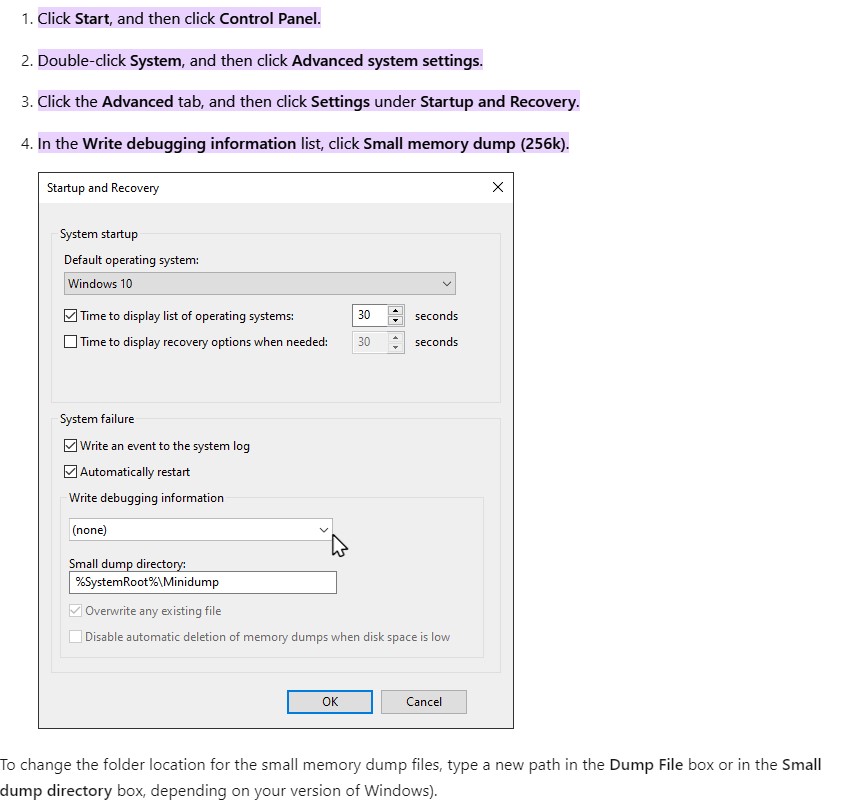 1. Click Start, and then click Control Panel.
2. Double-click System, and then click Advanced system settings.
3. Click the Advanced tab, and then click Settings under Startup and Recovery.
4. In the Write debugging information list, click Small memory dump (256k).
Startup and Recovery
System startup
Default operating system:
Windows 10
Time to display list of operating systems: 30 seconds
Time to display recovery options when needed: 30 seconds
System failure
Write an event to the system log
Automatically restart
Write debugging information
(none)
Small dump directory:
%SystemRoot%\Minidump
Overwrite any existing file
Disable automatic deletion of memory dumps when disk space is low
OK Cancel
To change the folder location for the small memory dump files, type a new path in the Dump File box or in the Small
dump directory box, depending on your version of Windows).